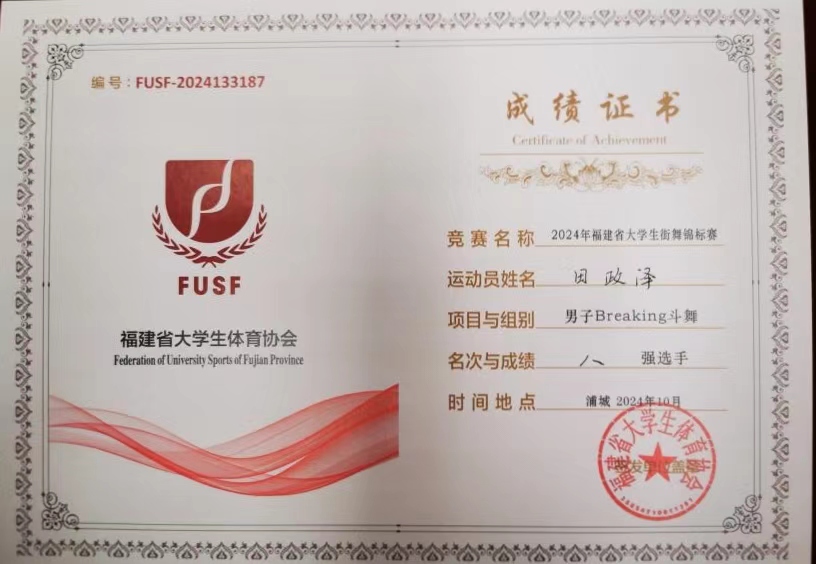 编号：FUSF-2024133187
FUSF
福建省大学生体育协会
Federation of University Sports of Fujian Province
成绩证书
Certificate of Achievement
竞赛名称 2024年福建省大学生街舞锦标赛
运动员姓名 田政泽
项目与组别 男子Breaking斗舞
名次与成绩 八 强选手
时间地点 浦城 2024年10月
福建省大学生体育协会
发单位盖